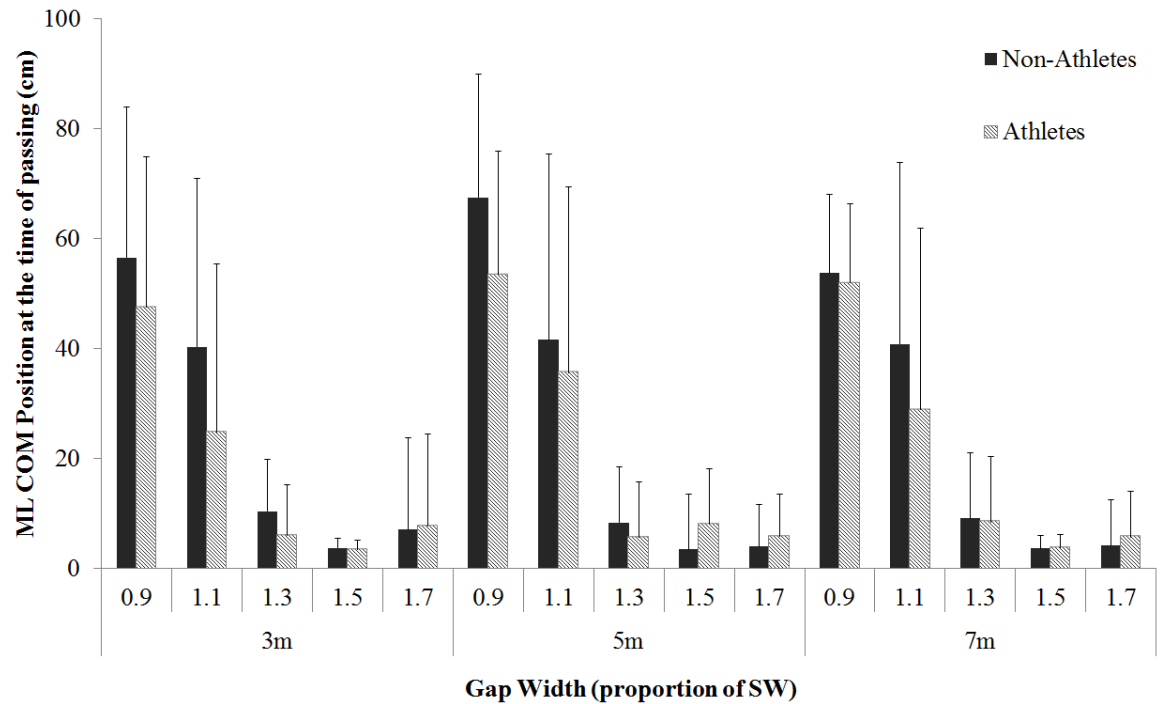 ML COM Position at the time of passing (cm)
100
80
60
40
20
0
Non-Athletes
Athletes
0.9 1.1 1.3 1.5 1.7 0.9 1.1 1.3 1.5 1.7 0.9 1.1 1.3 1.5 1.7
3m 5m 7m
Gap Width (proportion of SW)